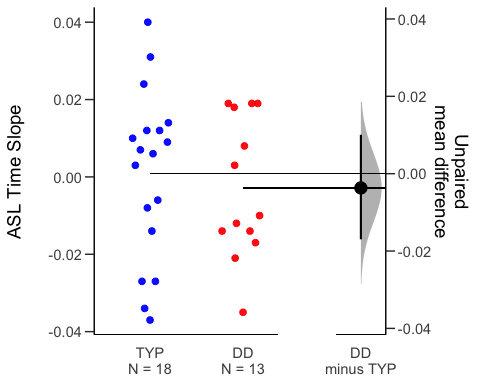 ASL Time Slope
0.04
0.02
0.00
-0.02
-0.04
0.04
0.02
0.00
-0.02
-0.04
Unpaired
mean difference
TYP
N = 18
DD
N = 13
DD
minus TYP